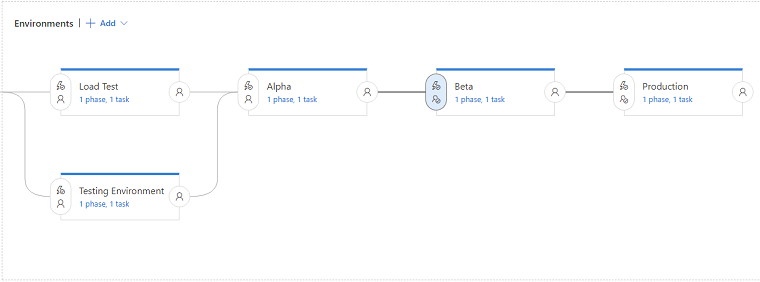 Environments | + Add
Load Test
1 phase, 1 task
Alpha
1 phase, 1 task
Beta
1 phase, 1 task
Production
1 phase, 1 task
Testing Environment
1 phase, 1 task